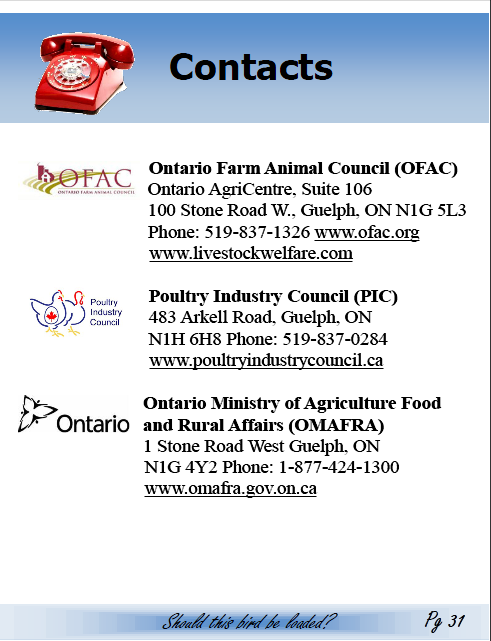 Contacts
OFAC
ONTARIO FARM ANIMAL COUNCIL
Ontario Farm Animal Council (OFAC)
Ontario AgriCentre, Suite 106
100 Stone Road W., Guelph, ON N1G 5L3
Phone: 519-837-1326 www.ofac.org
www.livestockwelfare.com
Poultry
Industry
Council
Poultry Industry Council (PIC)
483 Arkell Road, Guelph, ON
N1H 6H8 Phone: 519-837-0284
www.poultryindustrycouncil.ca
Ontario
Ontario Ministry of Agriculture Food
and Rural Affairs (OMAFRA)
1 Stone Road West Guelph, ON
N1G 4Y2 Phone: 1-877-424-1300
www.omafra.gov.on.ca
Should this bird be loaded?
Pg 31